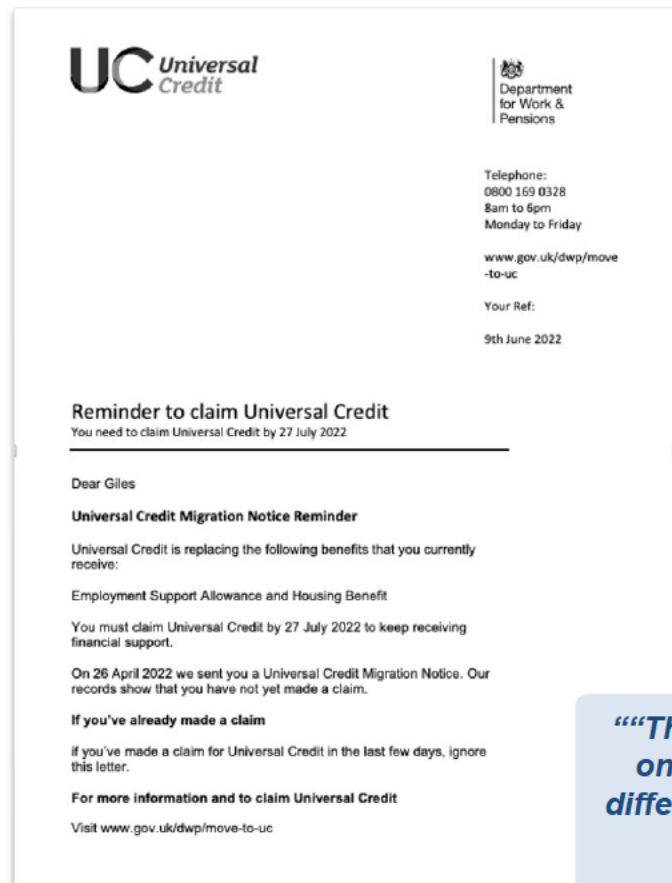 UC Universal
Credit
Department
for Work &
Pensions
Telephone:
0800 169 0328
8am to 6pm
Monday to Friday
www.gov.uk/dwp/move
-to-uc
Your Ref:
9th June 2022
Reminder to claim Universal Credit
You need to claim Universal Credit by 27 July 2022
Dear Giles
Universal Credit Migration Notice Reminder
Universal Credit is replacing the following benefits that you currently
receive:
Employment Support Allowance and Housing Benefit
You must claim Universal Credit by 27 July 2022 to keep receiving
financial support.
On 26 April 2022 we sent you a Universal Credit Migration Notice. Our
records show that you have not yet made a claim.
If you've already made a claim
if you've made a claim for Universal Credit in the last few days, ignore
this letter.
For more information and to claim Universal Credit
Visit www.gov.uk/dwp/move-to-uc
on